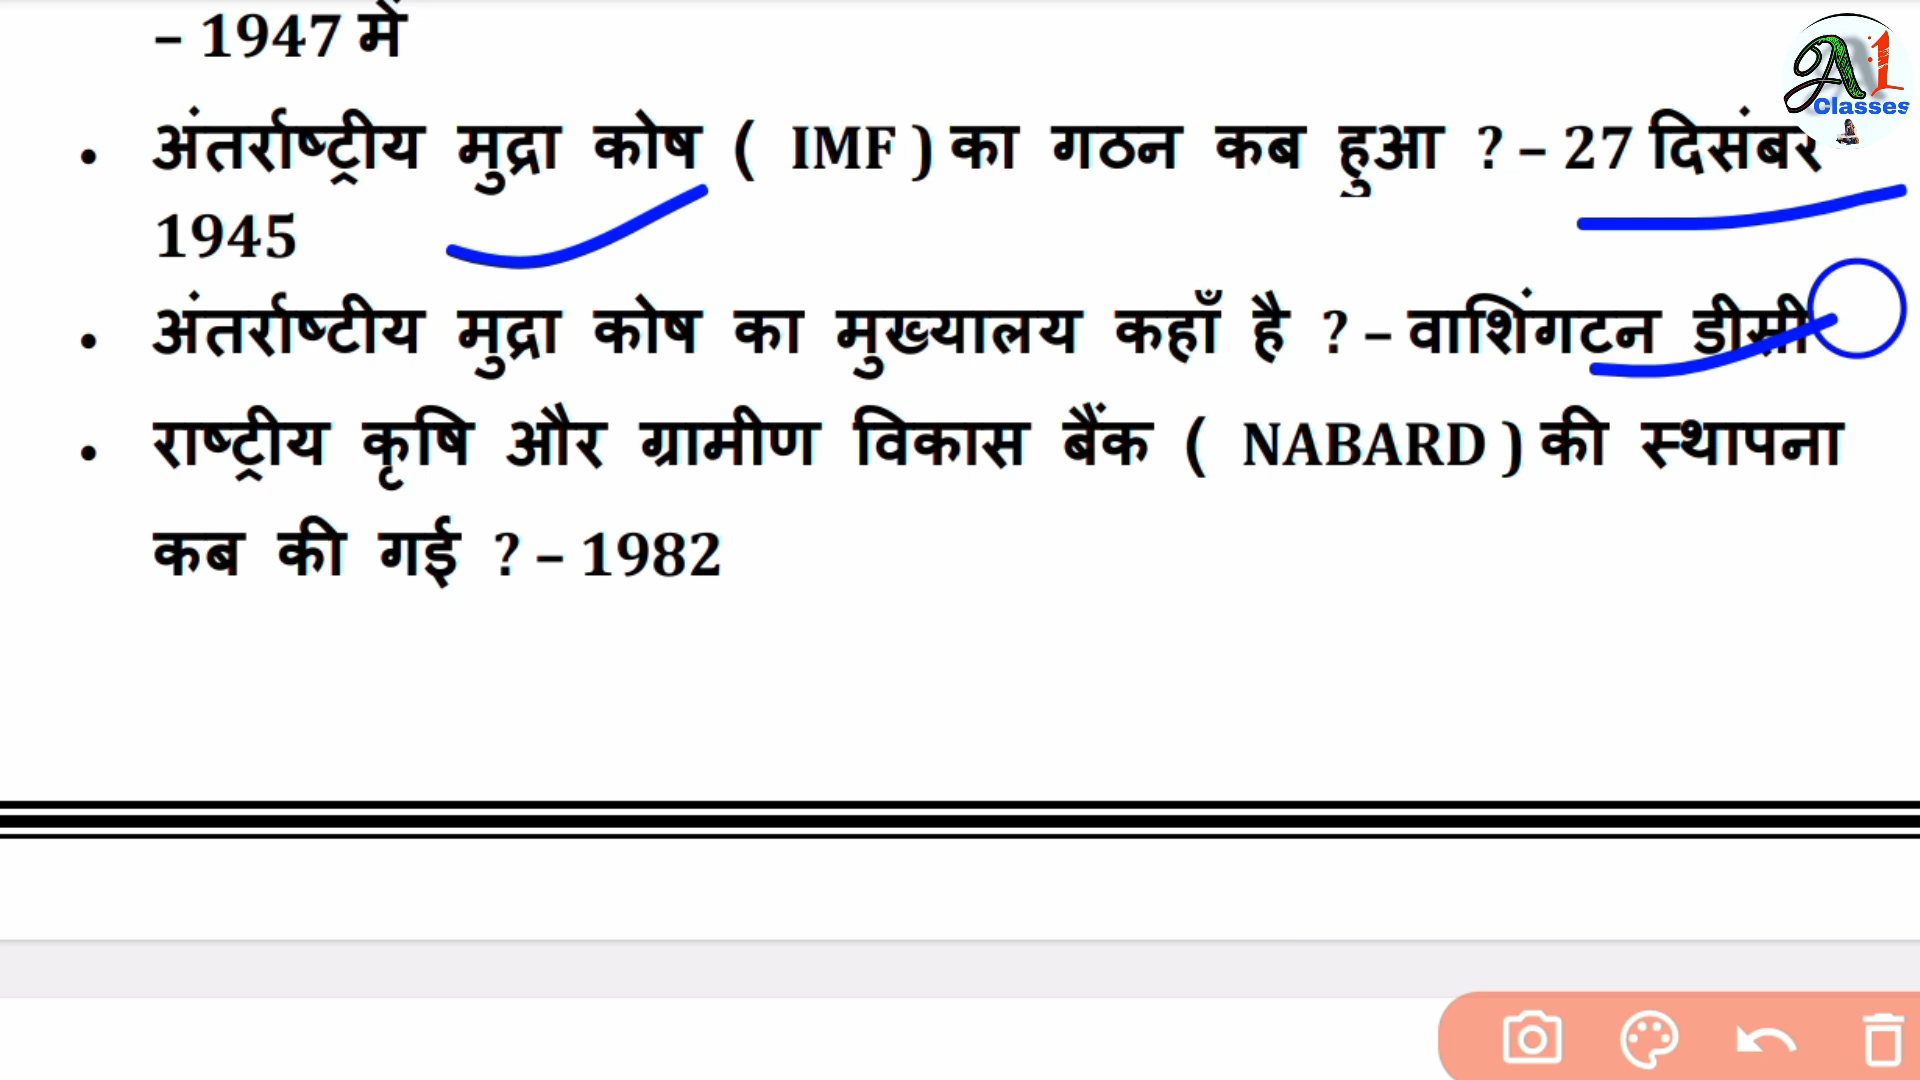 – 1947 में
• अंतर्राष्ट्रीय मुद्रा कोष ( IMF ) का गठन कब हुआ ? – 27 दिसंबर
1945
• अंतर्राष्टीय मुद्रा कोष का मुख्यालय कहाँ है ? – वाशिंगटन डीसी
• राष्ट्रीय कृषि और ग्रामीण विकास बैंक ( NABARD ) की स्थापना
कब की गई ? – 1982
A1
Classes